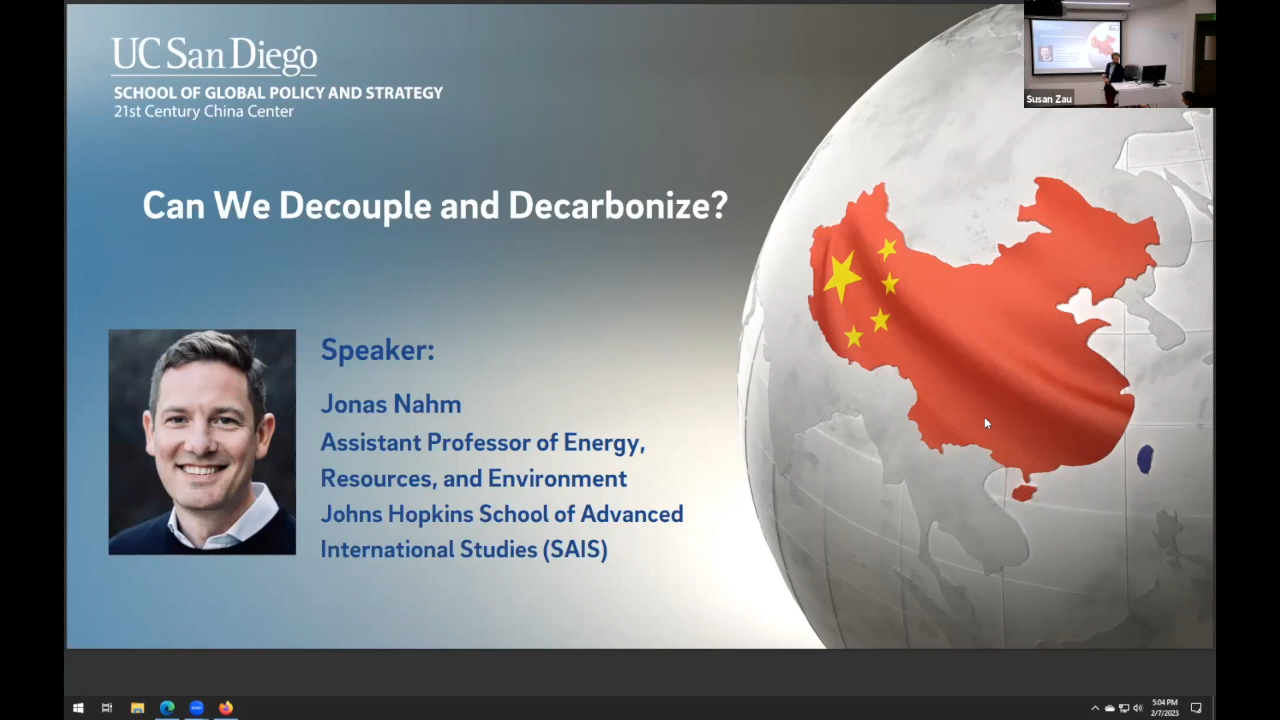 UC San Diego
SCHOOL OF GLOBAL POLICY AND STRATEGY
21st Century China Center
Can We Decouple and Decarbonize?
Speaker:
Jonas Nahm
Assistant Professor of Energy,
Resources, and Environment
Johns Hopkins School of Advanced
International Studies (SAIS)
Susan Zau
5:04 PM
2/7/2023